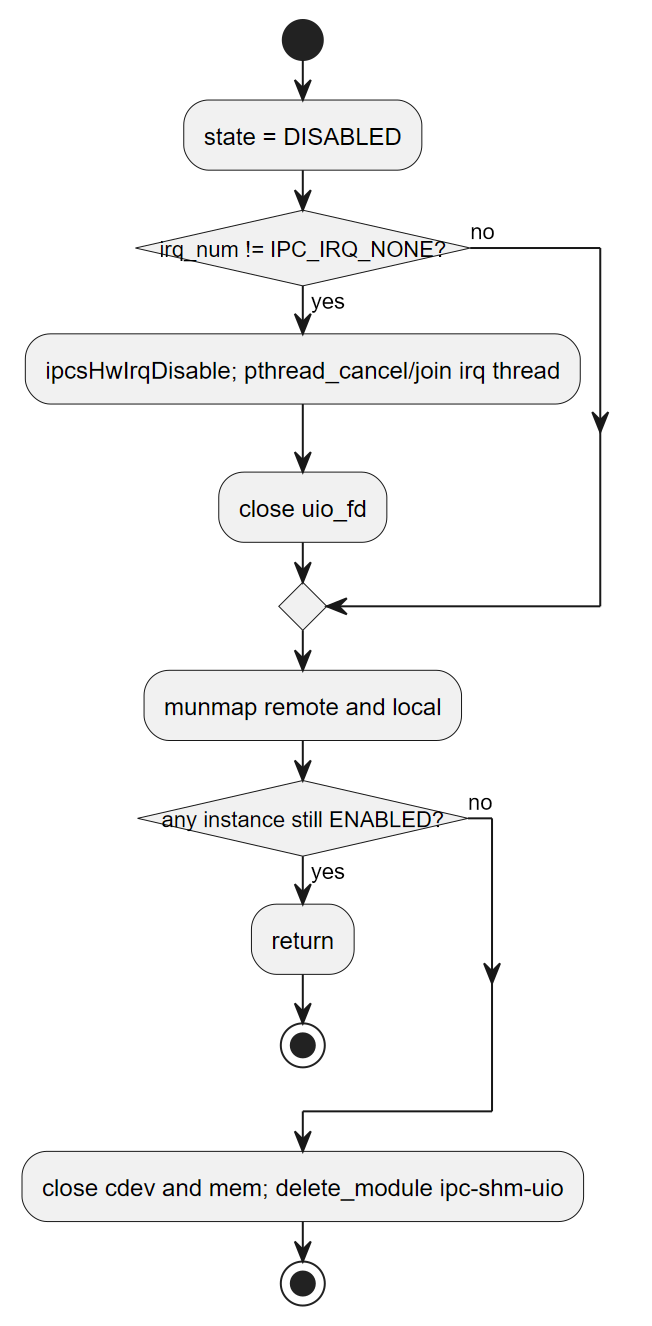 state = DISABLED
irq_num != IPC_IRQ_NONE?
no
yes
ipcsHwIrqDisable; pthread_cancel/join irq thread
close uio_fd
munmap remote and local
any instance still ENABLED?
no
yes
return
close cdev and mem; delete_module ipc-shm-uio